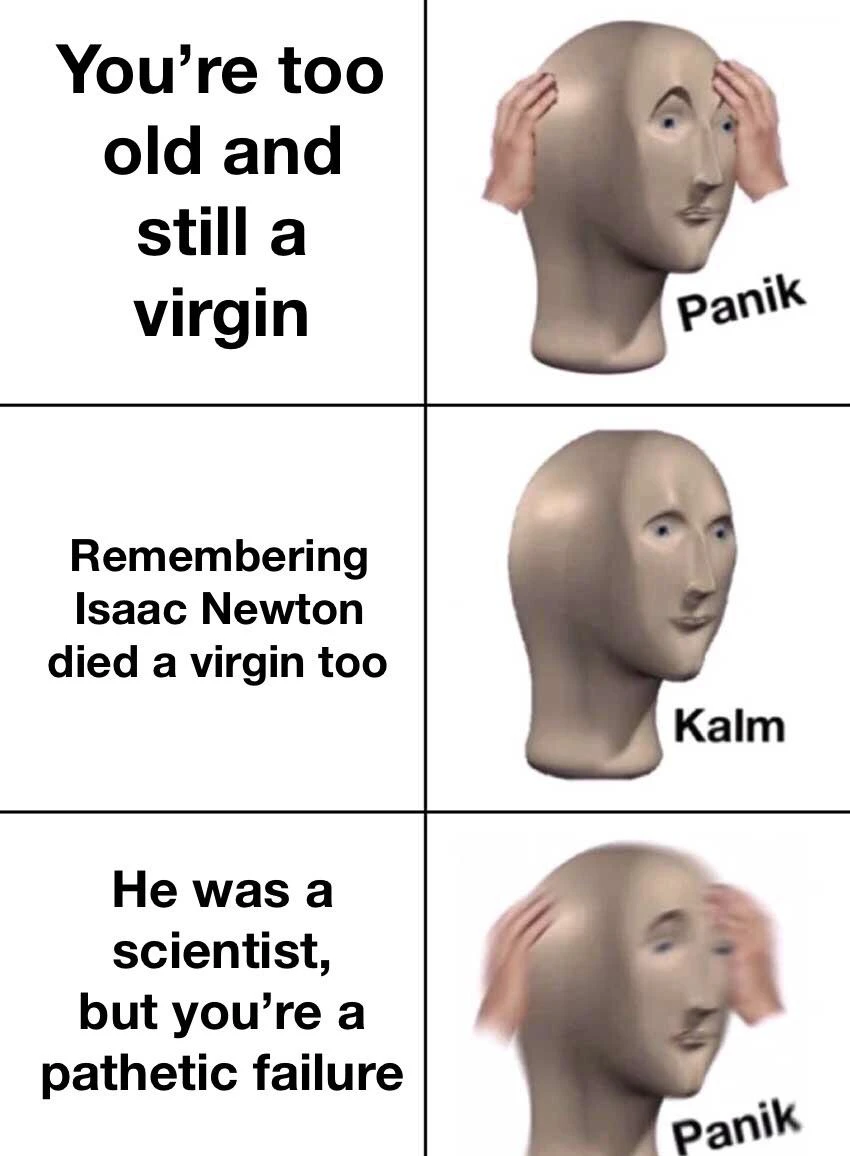 You’re too
old and
still a
virgin
Panik
Remembering
Isaac Newton
died a virgin too
Kalm
He was a
scientist,
but you’re a
pathetic failure
Panik